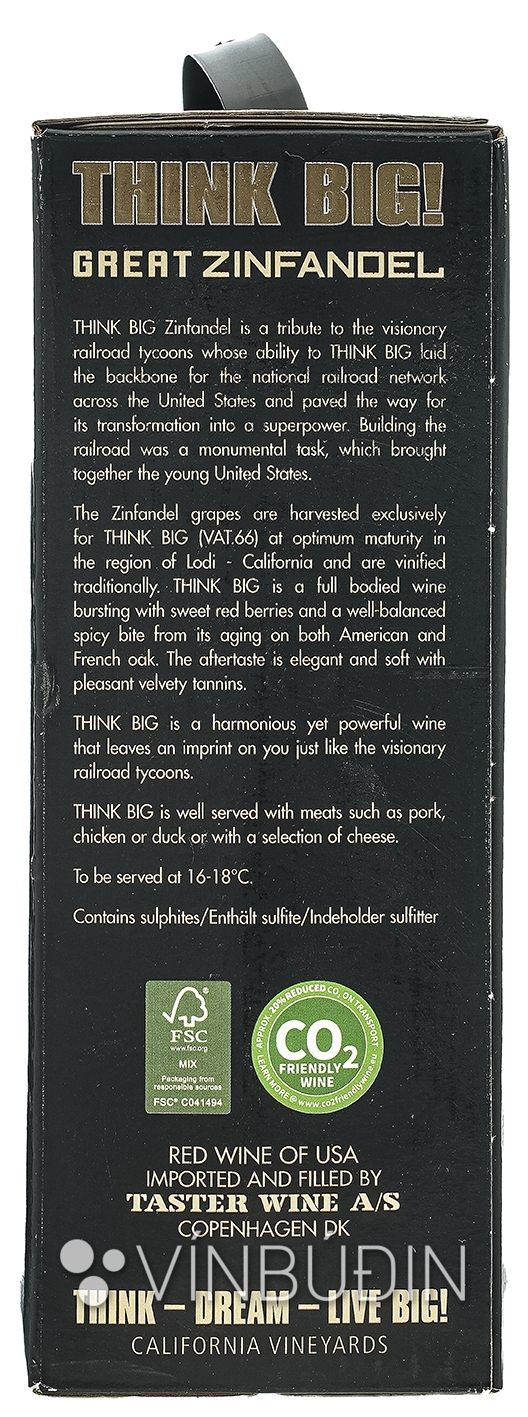 THINK BIG!
GREAT ZINFANDEL
THINK BIG Zinfandel is a tribute to the visionary
railroad tycoons whose ability to THINK BIG laid
the backbone for the national railroad network
across the United States and paved the way for
its transformation into a superpower. Building the
railroad was a monumental task, which brought
together the young United States.
The Zinfandel grapes are harvested exclusively
for THINK BIG (VAT.66) at optimum maturity in
the region of Lodi - California and are vinified
traditionally. THINK BIG is a full bodied wine
bursting with sweet red berries and a well-balanced
spicy bite from its aging on both American and
French oak. The aftertaste is elegant and soft with
pleasant velvety tannins.
THINK BIG is a harmonious yet powerful wine
that leaves an imprint on you just like the visionary
railroad tycoons.
THINK BIG is well served with meats such as pork,
chicken or duck or with a selection of cheese.
To be served at 16-18°C.
Contains sulphites/Enthält sulfite/Indeholder sulfitter
FSC
www.fsc.org
MIX
Packaging from
responsible sources
FSC® C041494
APPROX. 20% REDUCED CO2 ON TRANSPORT
CO2
FRIENDLY
WINE
LEARN MORE @ www.co2friendlywine.eu
RED WINE OF USA
IMPORTED AND FILLED BY
TASTER WINE A/S
COPENHAGEN DK
VÍNBÚÐIN
THINK – DREAM – LIVE BIG!
CALIFORNIA VINEYARDS